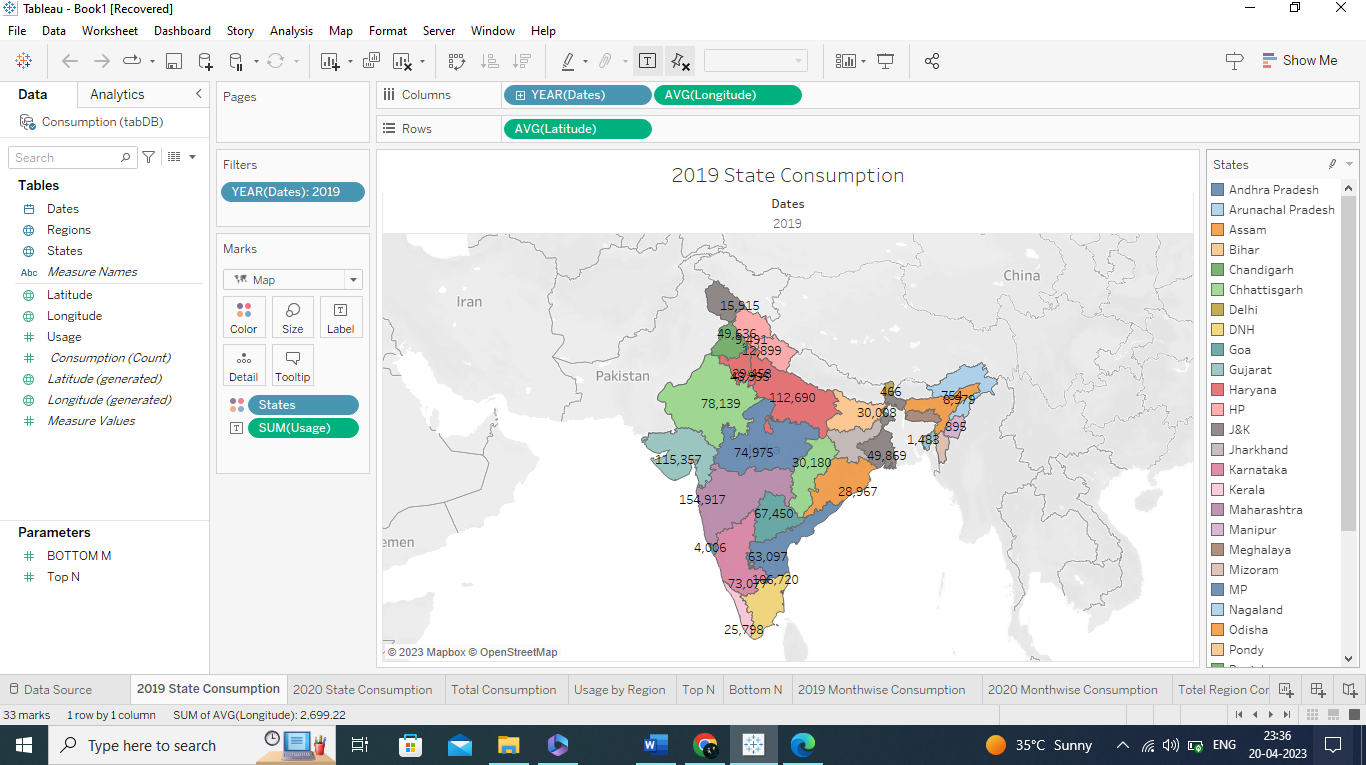 Tableau - Book1 [Recovered]
File Data Worksheet Dashboard Story Analysis Map Format Server Window Help
Show Me
Data Analytics
Consumption (tabDB)
Search
Tables
Dates
Regions
States
Abc Measure Names
Latitude
Longitude
Usage
Consumption (Count)
Latitude (generated)
Longitude (generated)
Measure Values
Parameters
BOTTOM M
Top N
Pages
Filters
YEAR(Dates): 2019
Marks
Map
Color Size Label
Detail Tooltip
States
SUM(Usage)
Columns YEAR(Dates) AVG(Longitude)
Rows AVG(Latitude)
2019 State Consumption
Dates
2019
Iran
Pakistan
China
emen
15,915
49,636
9,491
12,899
78,139
112,690
466
754
6,979
30,008
895
1,483
115,357
74,975
30,180
49,869
154,917
28,967
67,450
4,006
63,097
106,720
73,077
25,798
© 2023 Mapbox © OpenStreetMap
States
Andhra Pradesh
Arunachal Pradesh
Assam
Bihar
Chandigarh
Chhattisgarh
Delhi
DNH
Goa
Gujarat
Haryana
HP
J&K
Jharkhand
Karnataka
Kerala
Maharashtra
Manipur
Meghalaya
Mizoram
MP
Nagaland
Odisha
Pondy
Data Source 2019 State Consumption 2020 State Consumption Total Consumption Usage by Region Top N Bottom N 2019 Monthwise Consumption 2020 Monthwise Consumption Totel Region Cor
33 marks 1 row by 1 column SUM of AVG(Longitude): 2,699.22
Type here to search
35°C Sunny
ENG
23:36
20-04-2023